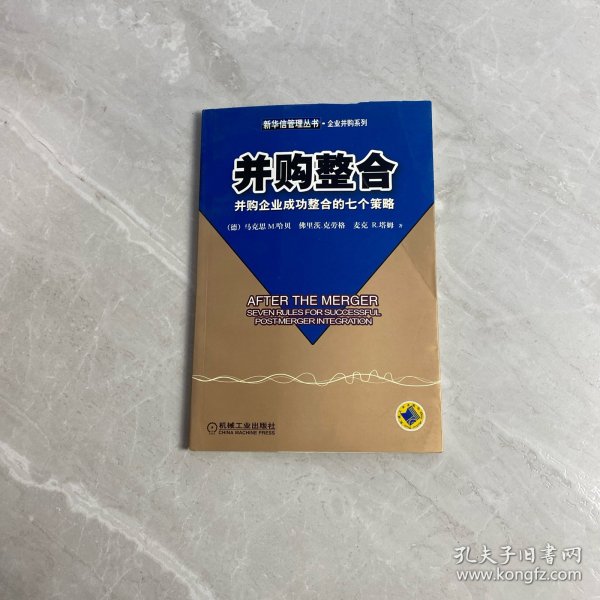 新华信管理丛书·企业并购系列
并购整合
并购企业成功整合的七个策略
（德）马克思 M.哈贝 佛里茨.克劳格 麦克 R.塔姆 著
AFTER THE MERGER
SEVEN RULES FOR SUCCESSFUL
POST-MERGER INTEGRATION
机械工业出版社
CHINA MACHINE PRESS
孔夫子旧书网
www.kongfz.com